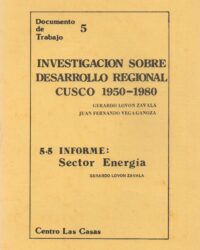 Documento
de 5
Trabajo
INVESTIGACION SOBRE
DESARROLLO REGIONAL
CUSCO 1950-1980
GERARDO LOVON ZAVALA
JUAN FERNANDO VEGA GANOZA
5-5 INFORME:
Sector Energía
GERARDO LOVON ZAVALA
Centro Las Casas